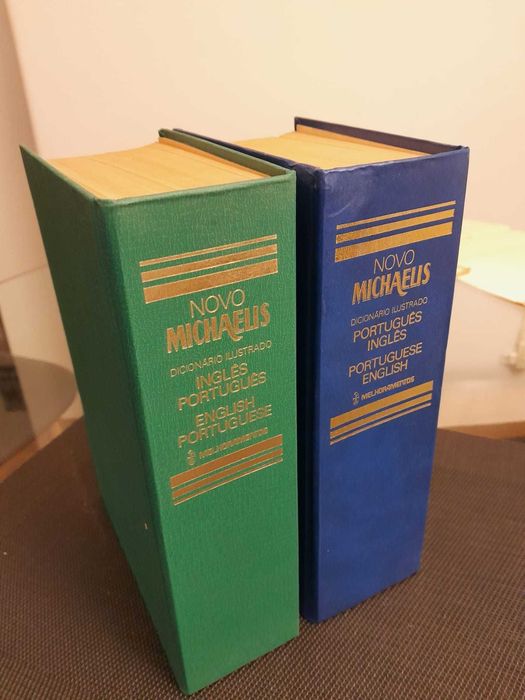 NOVO
MICHAELIS
DICIONÁRIO ILUSTRADO
INGLÊS
PORTUGUÊS
ENGLISH
PORTUGUESE
MELHORAMENTOS
NOVO
MICHAELIS
DICIONÁRIO ILUSTRADO
PORTUGUÊS
INGLÊS
PORTUGUESE
ENGLISH
MELHORAMENTOS